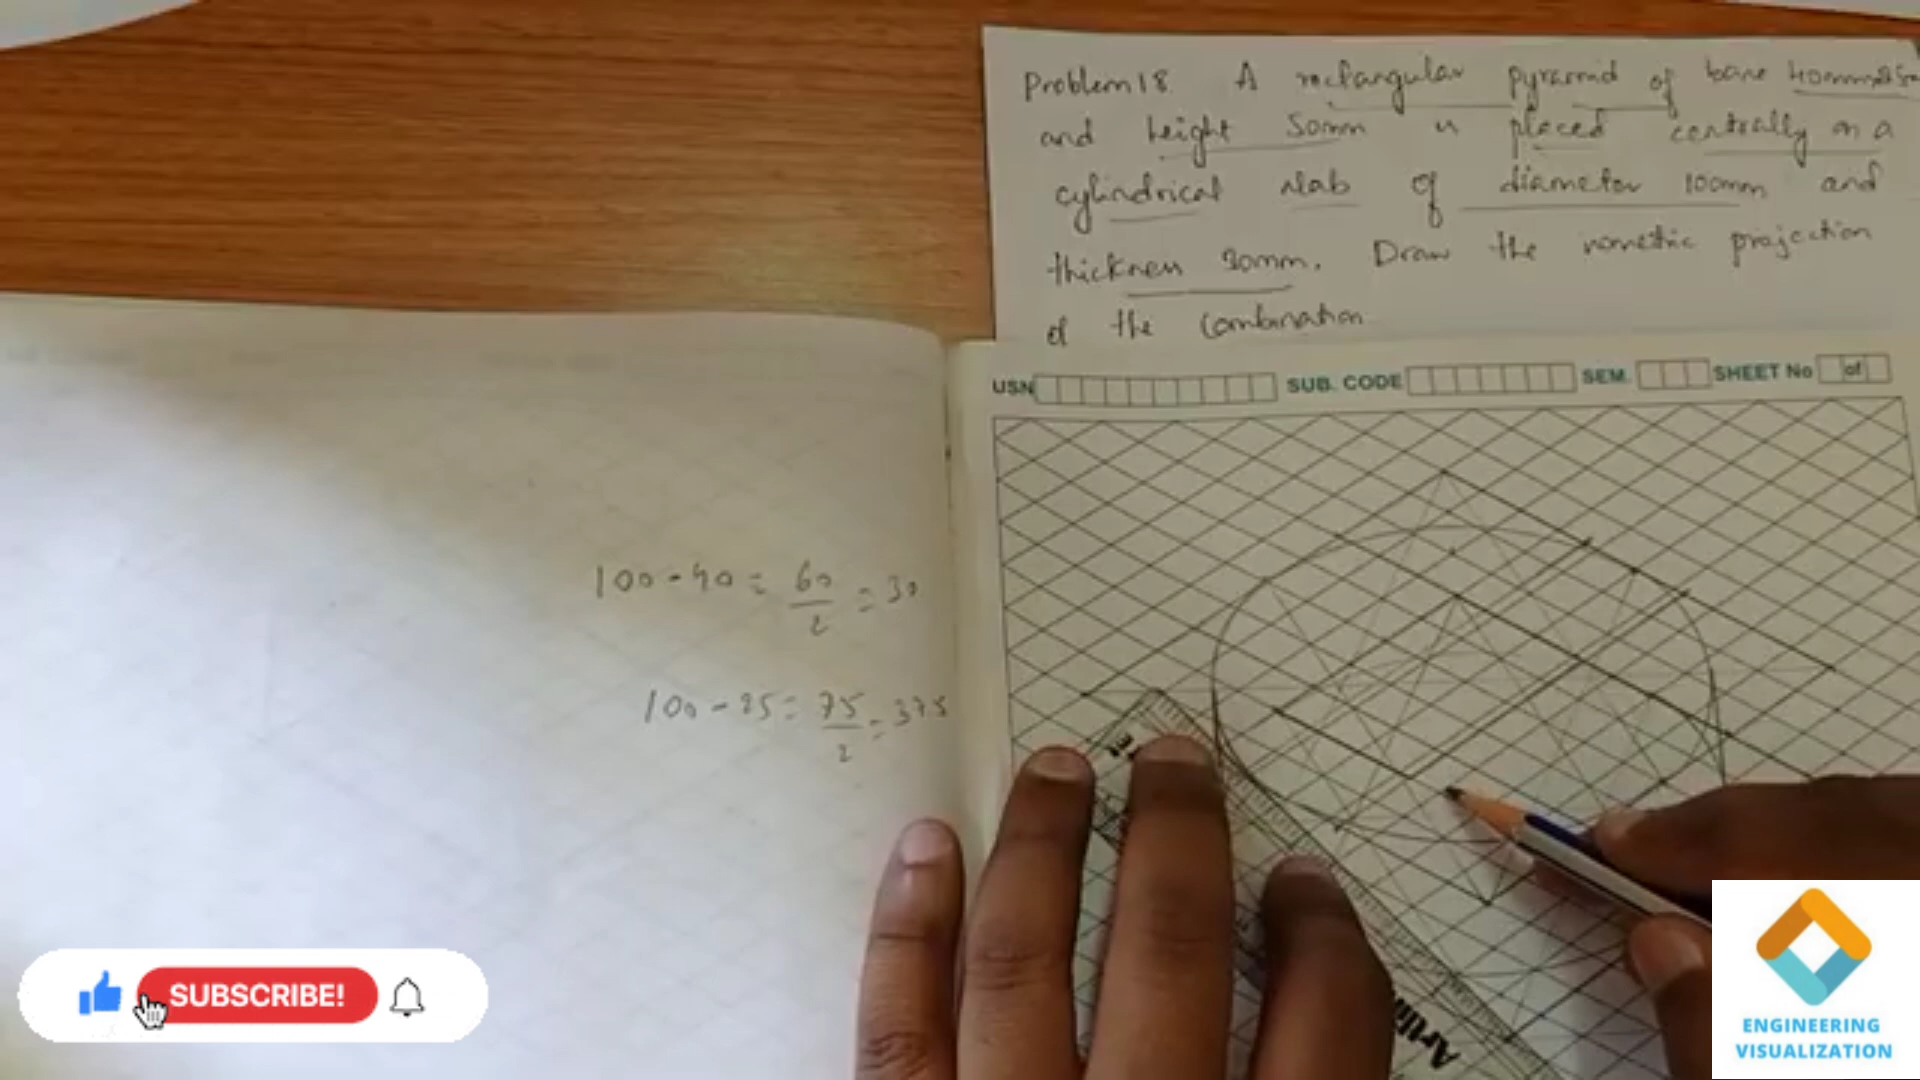 Problem 18 A rectangular pyramid of base 40mmx25m
and height 50mm is placed centrally on a
cylindrical slab of diameter 100mm and
thickness 30mm. Draw the isometric projection
of the combination
USN SUB. CODE SEM. SHEET No of
100-40 = 60/2 = 30
100-25 = 75/2 = 375
SUBSCRIBE!
ENGINEERING
VISUALIZATION